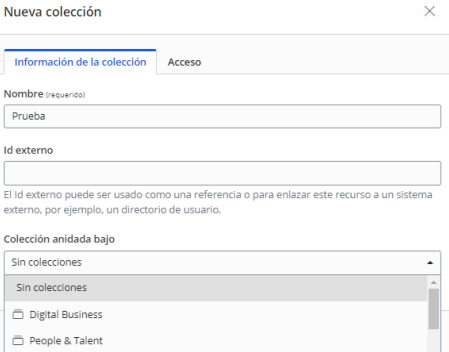 Nueva colección
Información de la colección
Acceso
Nombre (requerido)
Prueba
Id externo
El Id externo puede ser usado como una referencia o para enlazar este recurso a un sistema
externo, por ejemplo, un directorio de usuario.
Colección anidada bajo
Sin colecciones
Sin colecciones
Digital Business
People & Talent